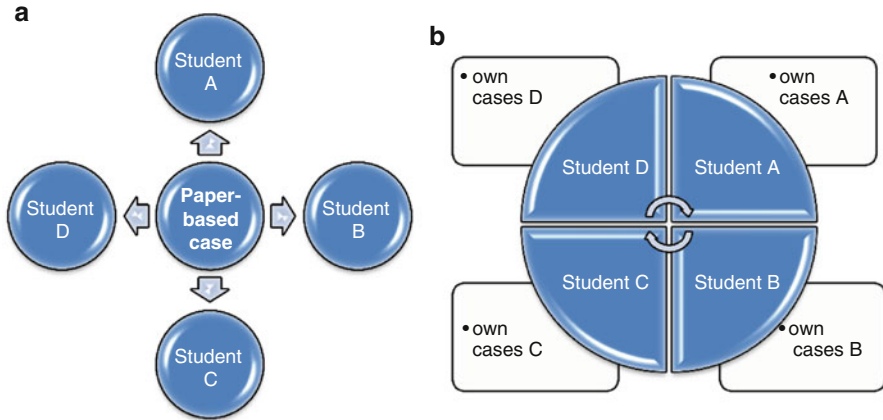 a
Student
A
Student
D
Paper-
based
case
Student
B
Student
C
b
• own
cases D
• own
cases A
Student D
Student A
Student C
Student B
• own
cases C
• own
cases B